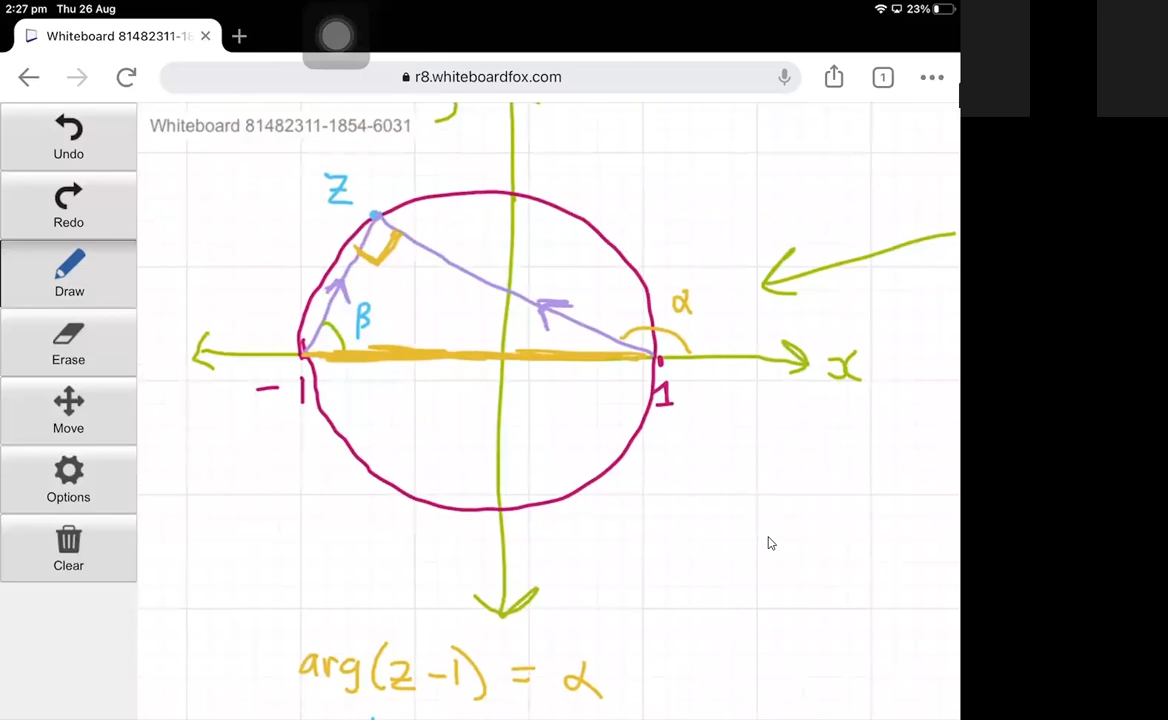 2:27 pm Thu 26 Aug
23%
Whiteboard 81482311-18
r8.whiteboardfox.com
1
Whiteboard 81482311-1854-6031
Undo
Redo
Draw
Erase
Move
Options
Clear
z
β
α
-1
1
x
arg(z-1) = α